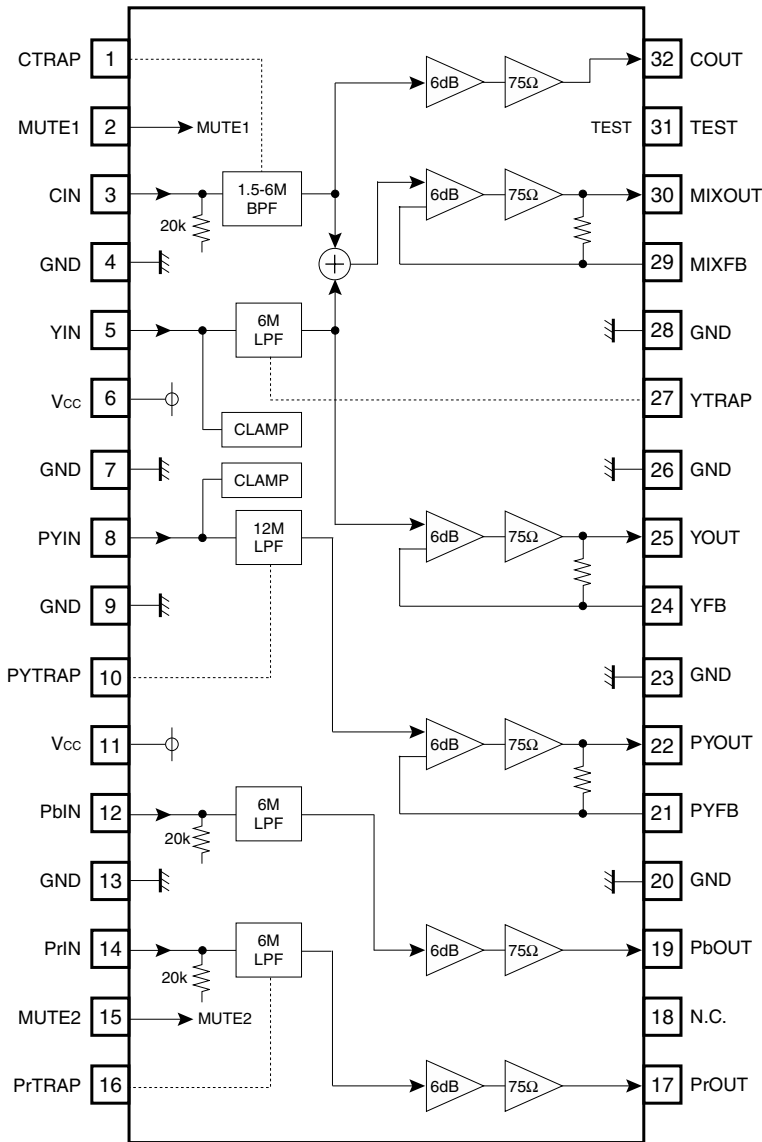 CTRAP 1 6dB 75Ω 32 COUT
MUTE1 2 MUTE1 TEST 31 TEST
CIN 3 1.5-6M BPF 6dB 75Ω 30 MIXOUT
20k
GND 4 + 29 MIXFB
YIN 5 6M LPF 28 GND
VCC 6 27 YTRAP
CLAMP
GND 7 CLAMP 26 GND
PYIN 8 12M LPF 6dB 75Ω 25 YOUT
GND 9 24 YFB
PYTRAP 10 23 GND
VCC 11 6dB 75Ω 22 PYOUT
PbIN 12 6M LPF 21 PYFB
20k
GND 13 20 GND
PrIN 14 6M LPF 6dB 75Ω 19 PbOUT
20k
MUTE2 15 MUTE2 18 N.C.
PrTRAP 16 6dB 75Ω 17 PrOUT